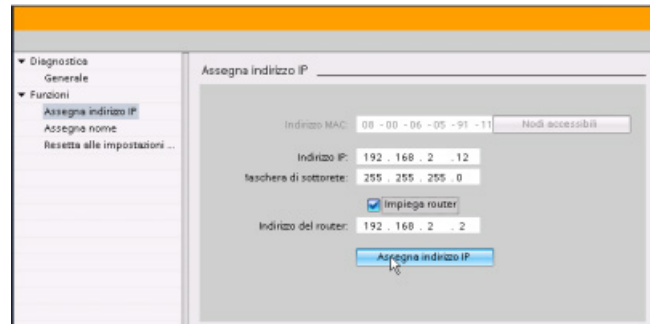 Diagnostica
Generale
Funzioni
Assegna indirizzo IP
Assegna nome
Resetta alle impostazioni ...
Assegna indirizzo IP
Indirizzo MAC: 08 - 00 - 06 - 05 - 91 - 11 Nodi accessibili
Indirizzo IP: 192 . 168 . 2 . 12
Maschera di sottorete: 255 . 255 . 255 . 0
Impiega router
Indirizzo del router: 192 . 168 . 2 . 2
Assegna indirizzo IP